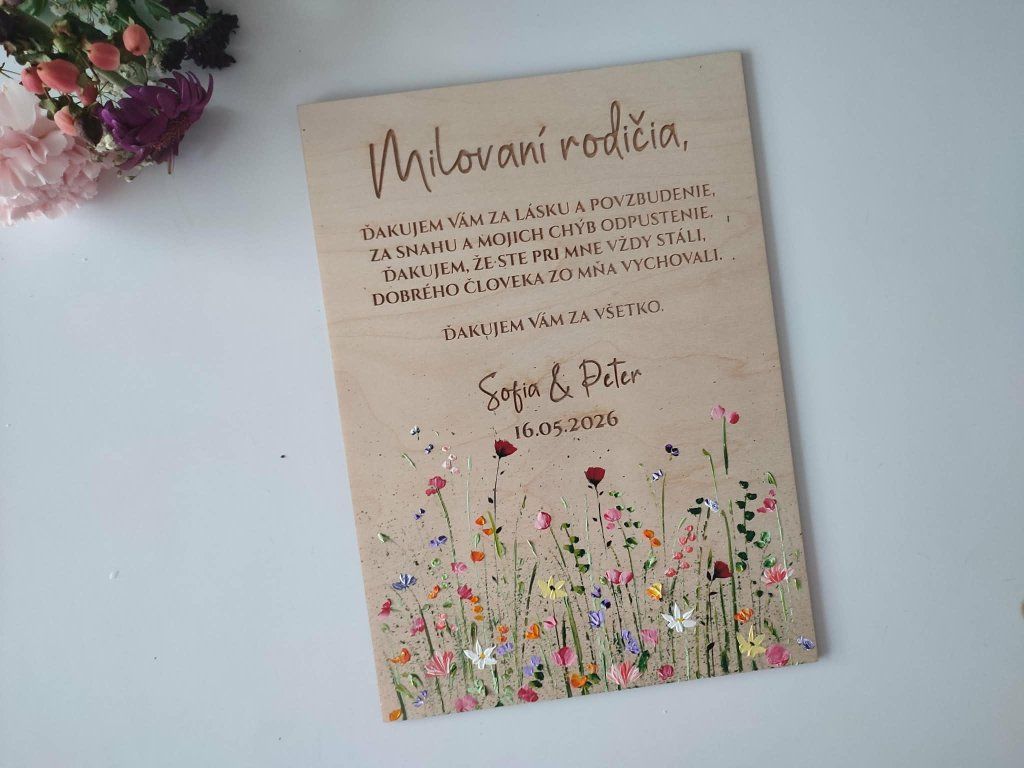 Milovaní rodičia,
ĎAKUJEM VÁM ZA LÁSKU A POVZBUDENIE,
ZA SNAHU A MOJICH CHÝB ODPUSTENIE.
ĎAKUJEM, ŽE STE PRI MNE VŽDY STÁLI,
DOBRÉHO ČLOVEKA ZO MŇA VYCHOVALI.
ĎAKUJEM VÁM ZA VŠETKO.
Sofia & Peter
16.05.2026